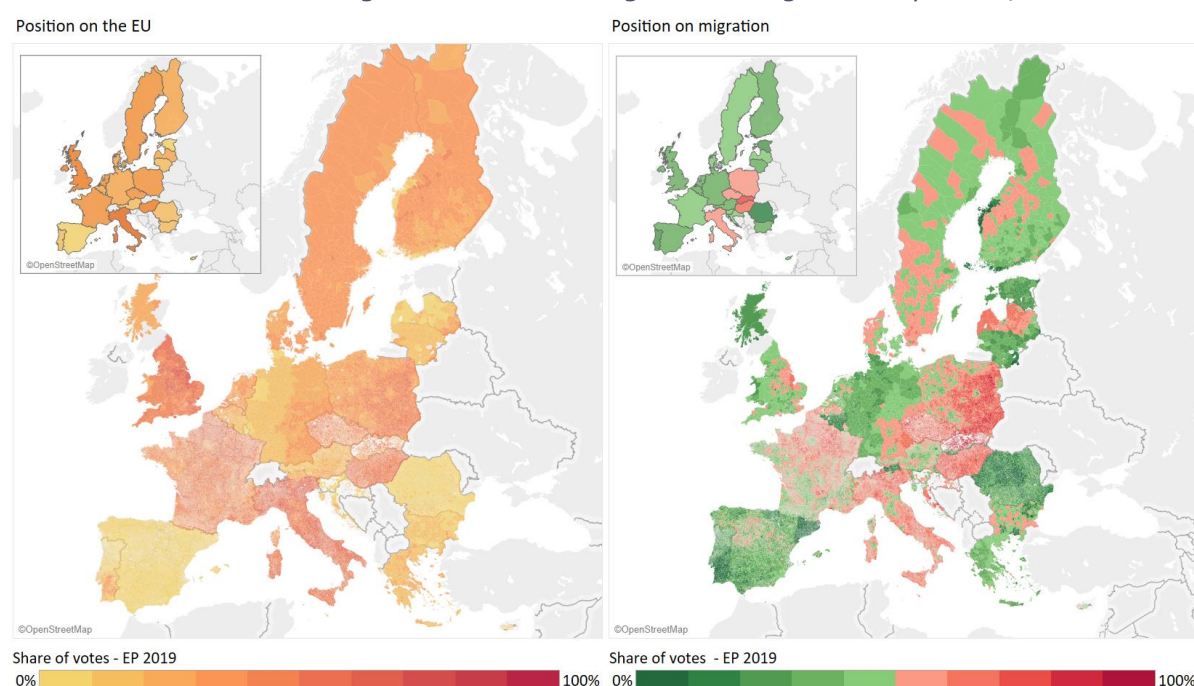 Position on the EU
©OpenStreetMap
©OpenStreetMap
Share of votes - EP 2019
0%
100%
Position on migration
©OpenStreetMap
©OpenStreetMap
Share of votes - EP 2019
0%
100%